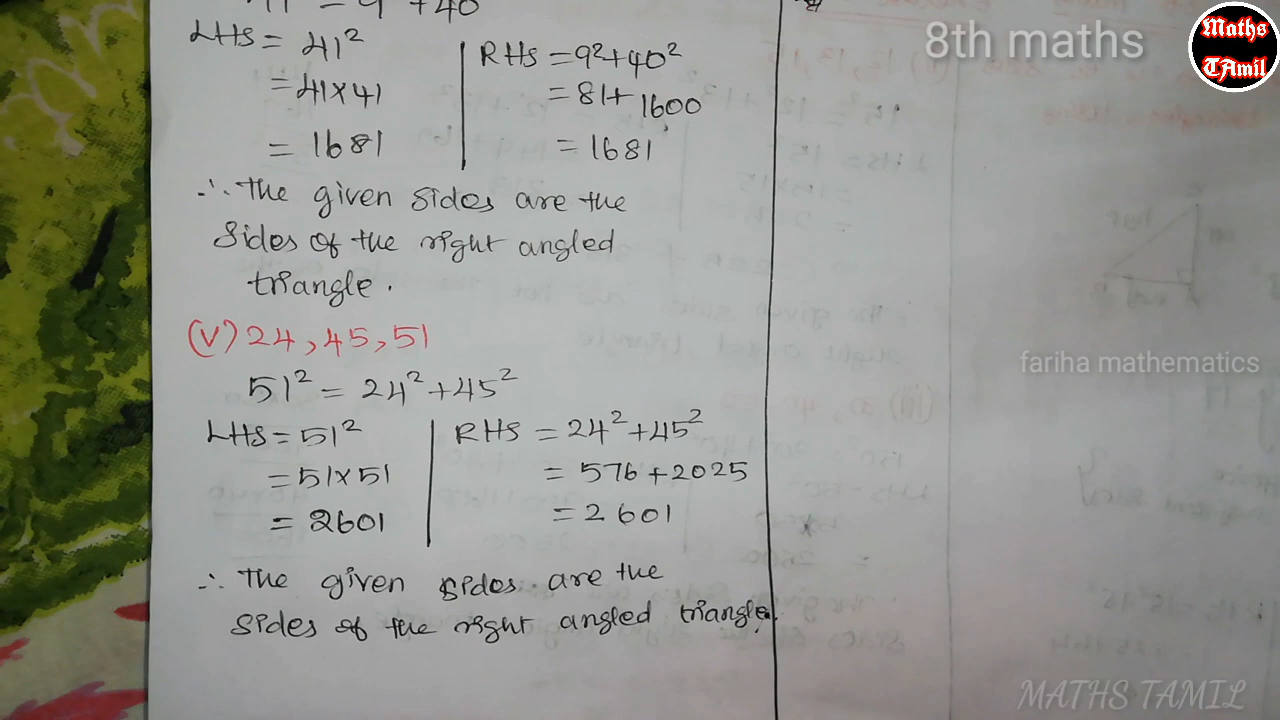 LHS = 41²
= 41×41
= 1681
RHS = 9²+40²
= 81+1600
= 1681
∴ The given sides are the
sides of the right angled
triangle.
(V) 24, 45, 51
51² = 24²+45²
LHS = 51²
= 51×51
= 2601
RHS = 24²+45²
= 576+2025
= 2601
∴ The given sides are the
sides of the right angled triangle.
8th maths
Maths
TAmil
fariha mathematics
MATHS TAMIL